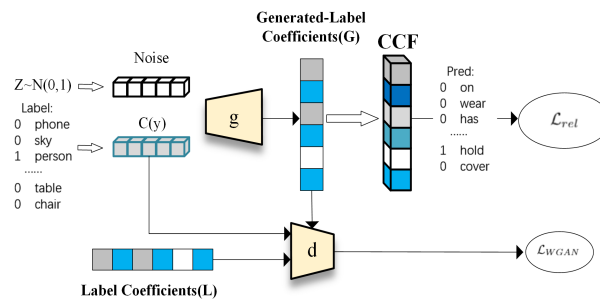 Generated-Label
Coefficients(G)
CCF
Noise
Z~N(0,1)
Label:
0 phone
0 sky
1 person
......
0 table
0 chair
C(y)
g
Pred:
0 on
0 wear
0 has
......
1 hold
0 cover
ℒrel
d
ℒWGAN
Label Coefficients(L)